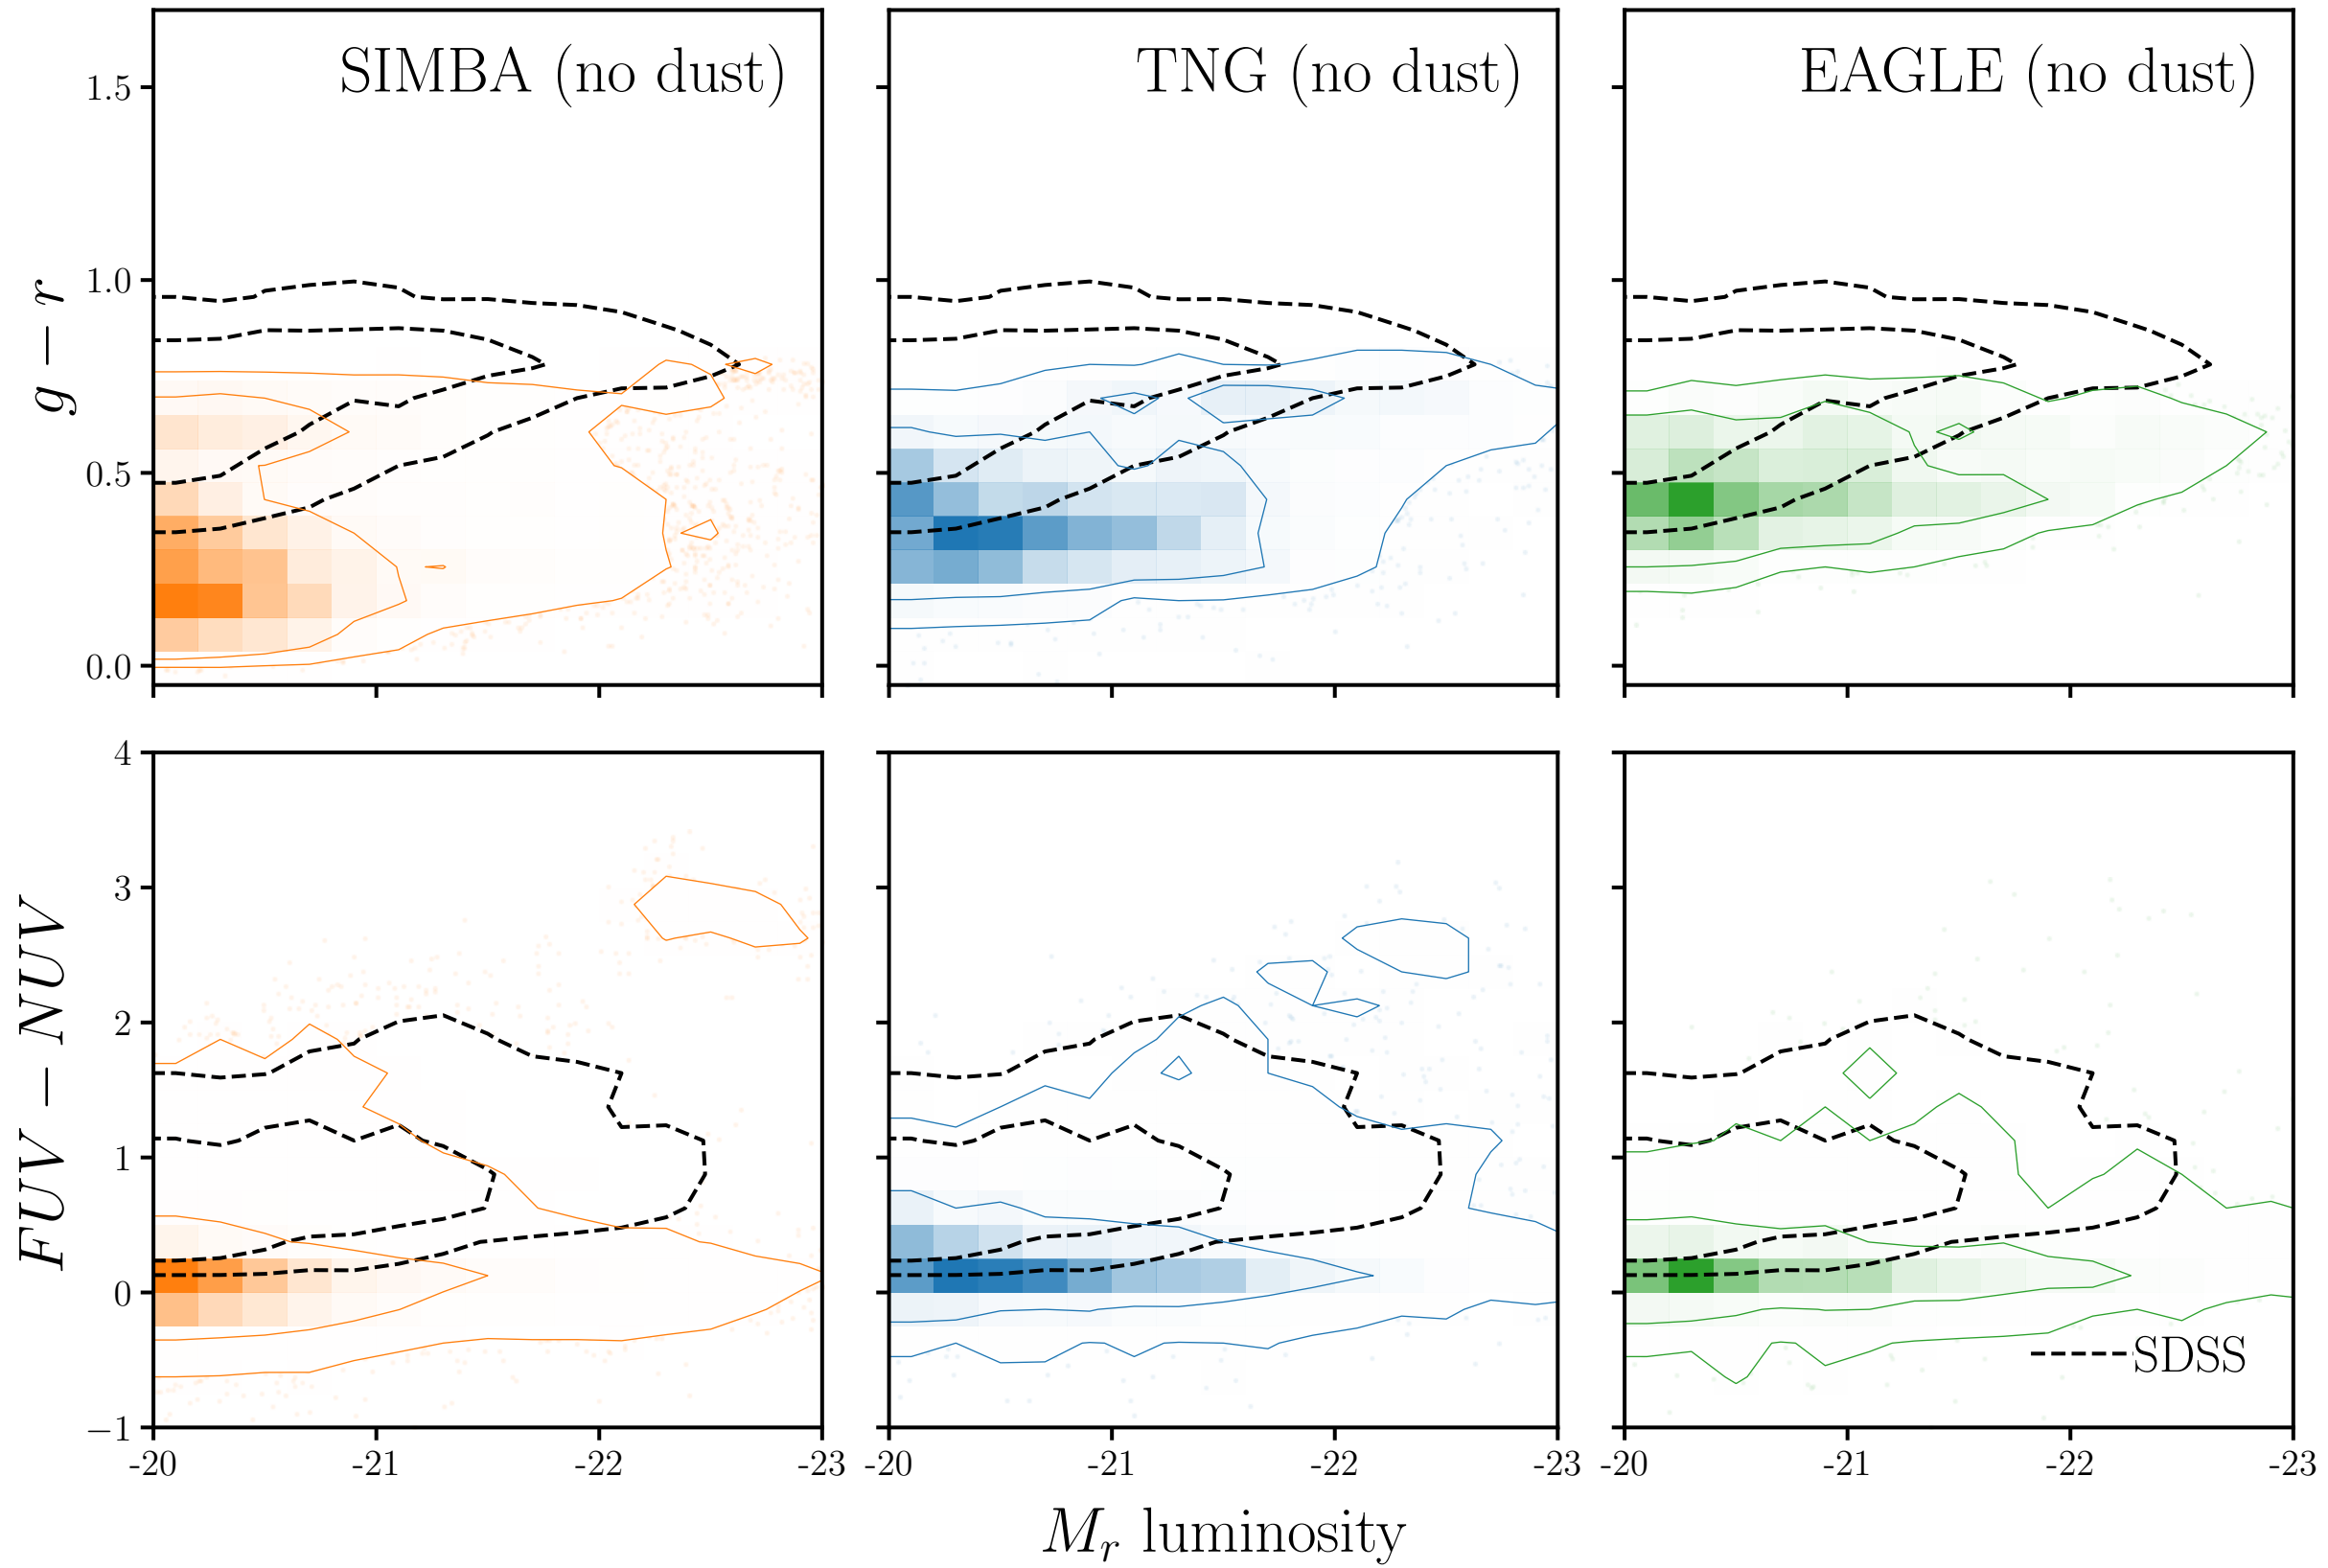 SIMBA (no dust)
TNG (no dust)
EAGLE (no dust)
1.5
1.0
0.5
0.0
g − r
4
3
2
1
0
−1
FUV − NUV
SDSS
-20 -21 -22 -23
-20 -21 -22 -23
-20 -21 -22 -23
M_r luminosity